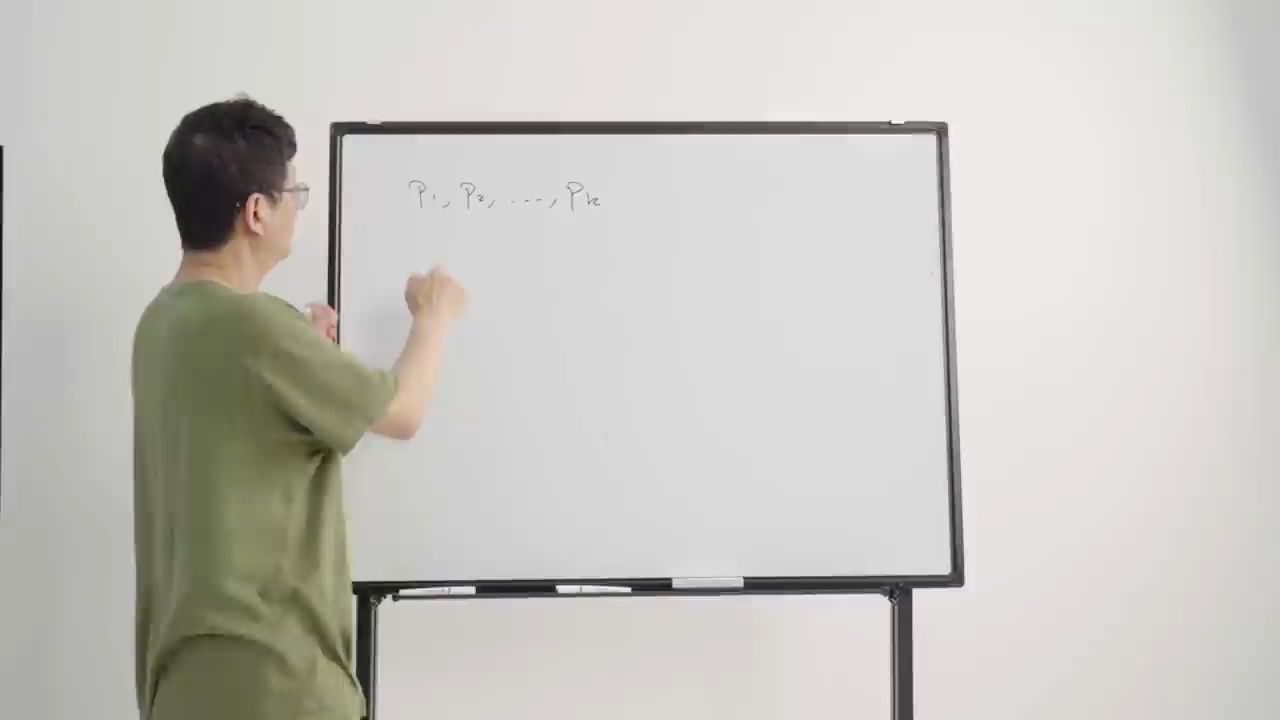 P₁, P₂, ..., Pₖ